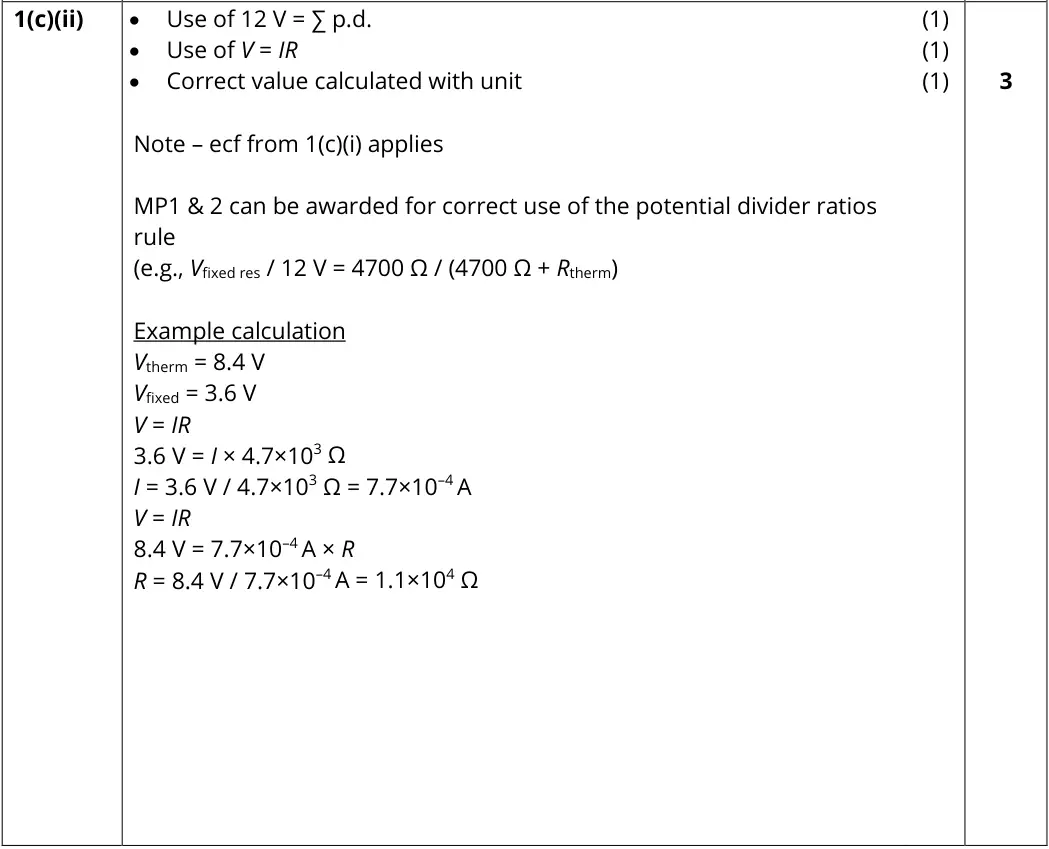 1(c)(ii)
• Use of 12 V = ∑ p.d. (1)
• Use of V = IR (1)
• Correct value calculated with unit (1) 3
Note – ecf from 1(c)(i) applies
MP1 & 2 can be awarded for correct use of the potential divider ratios
rule
(e.g., Vfixed res / 12 V = 4700 Ω / (4700 Ω + Rtherm)
Example calculation
Vtherm = 8.4 V
Vfixed = 3.6 V
V = IR
3.6 V = I × 4.7×10³ Ω
I = 3.6 V / 4.7×10³ Ω = 7.7×10⁻⁴ A
V = IR
8.4 V = 7.7×10⁻⁴ A × R
R = 8.4 V / 7.7×10⁻⁴ A = 1.1×10⁴ Ω